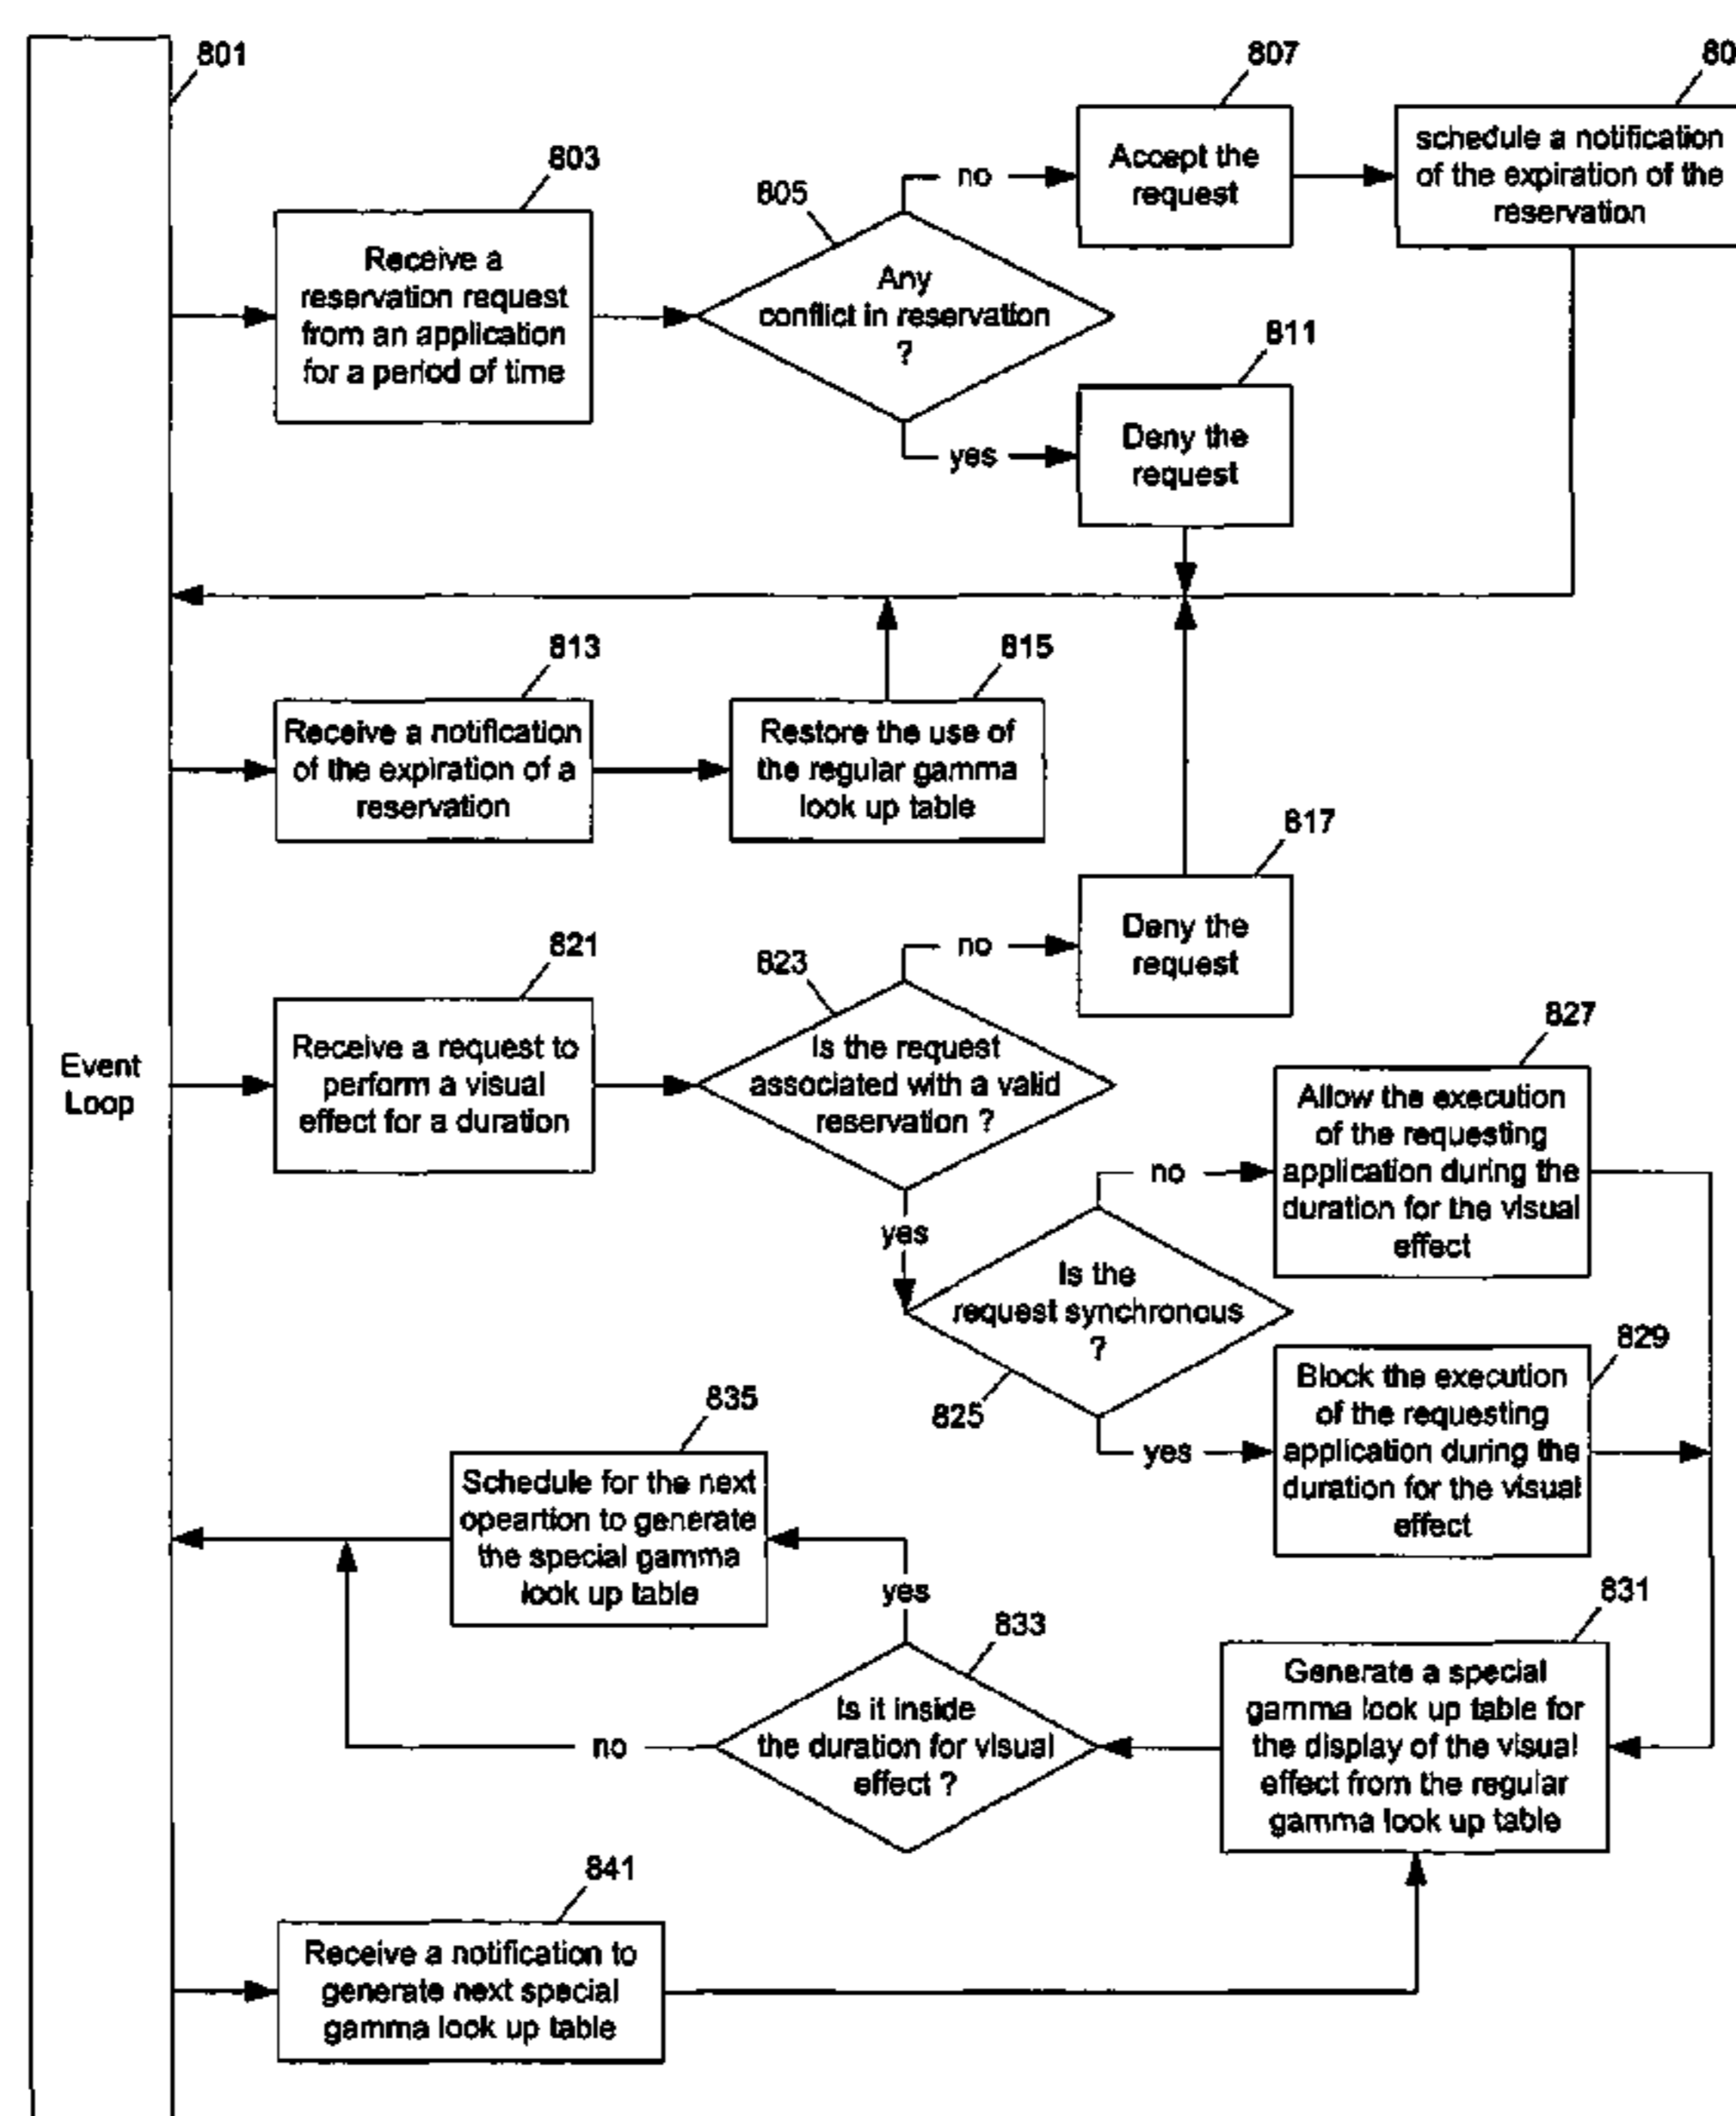 801
Event
Loop
803
Receive a
reservation request
from an application
for a period of time
805
Any
conflict in reservation
?
no
yes
807
Accept the
request
80
schedule a notification
of the expiration of the
reservation
811
Deny the
request
813
Receive a notification
of the expiration of a
reservation
815
Restore the use of
the regular gamma
look up table
817
Deny the
request
821
Receive a request to
perform a visual
effect for a duration
823
Is the request
associated with a valid
reservation ?
no
yes
825
Is the
request synchronous
?
no
yes
827
Allow the execution
of the requesting
application during the
duration for the visual
effect
829
Block the execution
of the requesting
application during the
duration for the visual
effect
831
Generate a special
gamma look up table for
the display of the visual
effect from the regular
gamma look up table
833
Is it inside
the duration for visual
effect ?
yes
no
835
Schedule for the next
opeartion to generate
the special gamma
look up table
841
Receive a notification to
generate next special
gamma look up table